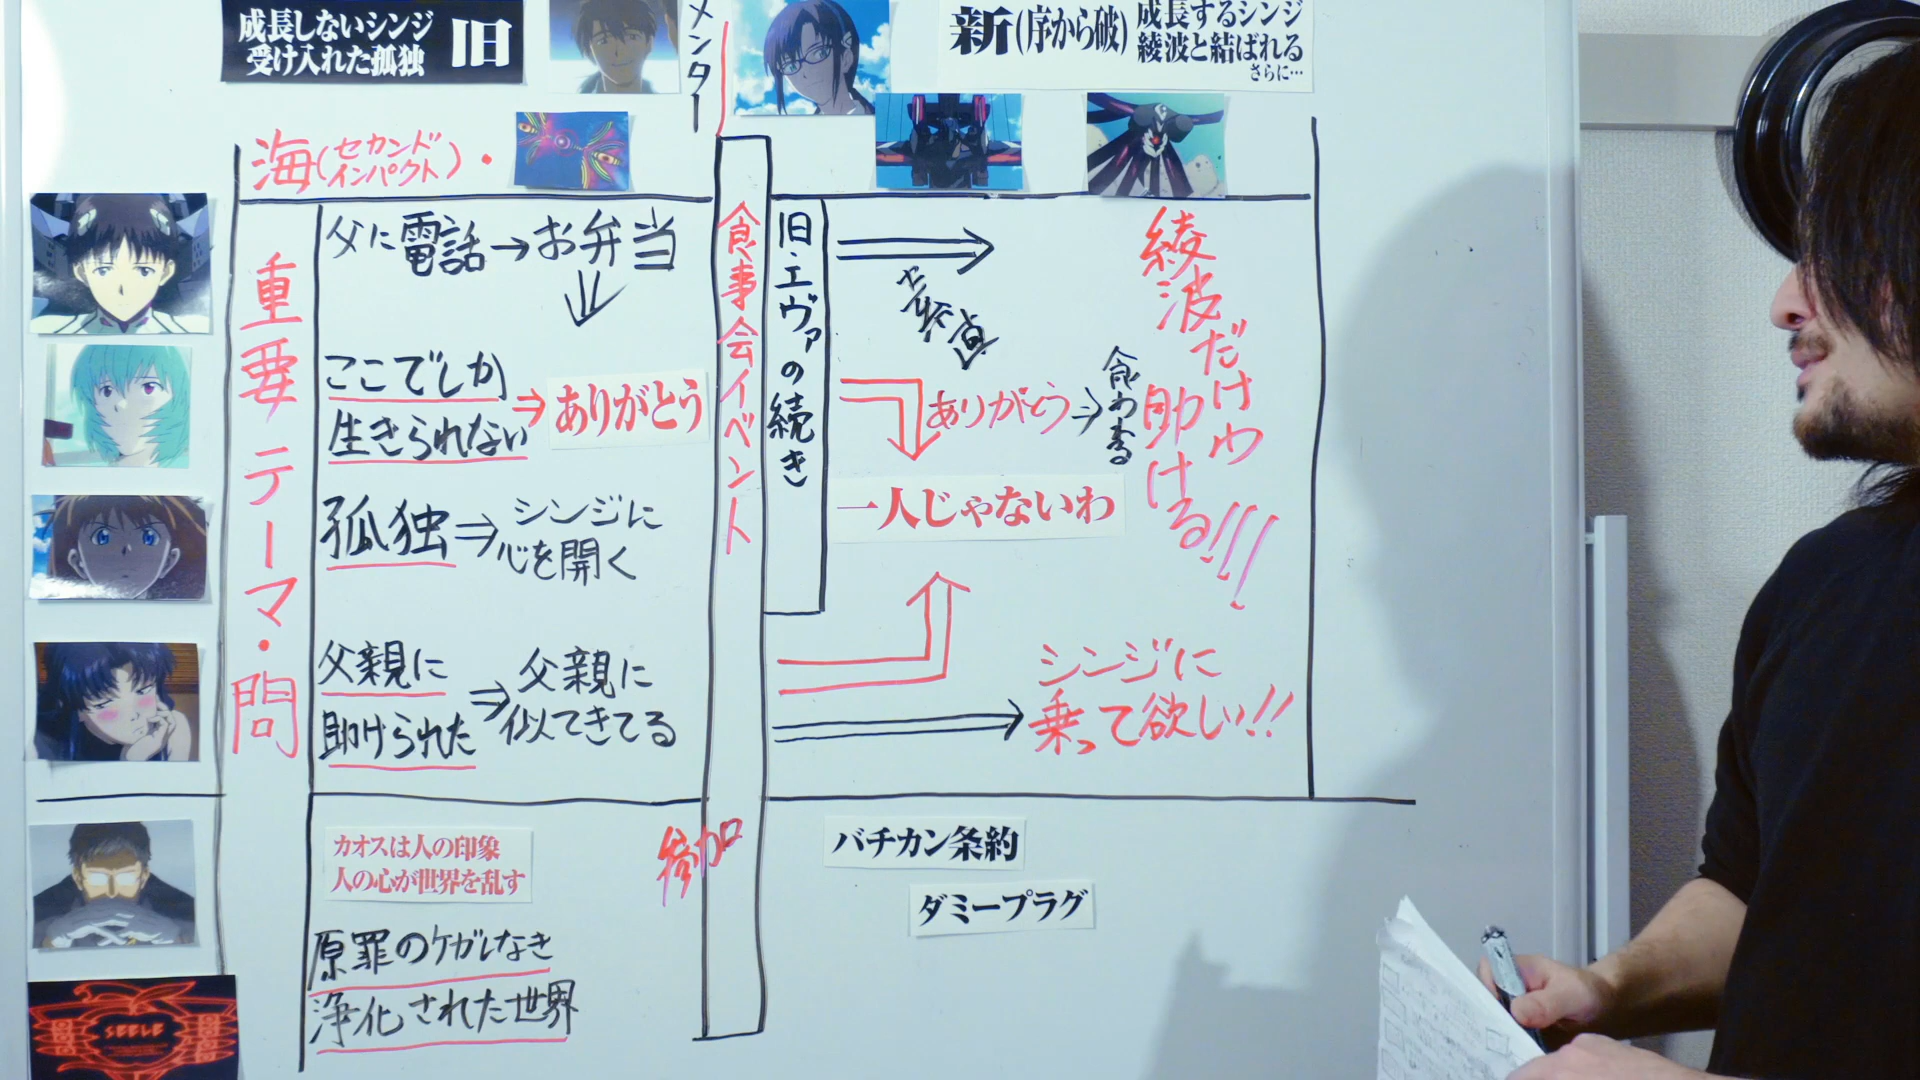 成長しないシンジ
受け入れた孤独
旧
メンター
新(序から破)
成長するシンジ
綾波と結ばれる
さらに…
海(セカンドインパクト)・
重要テーマ・問
父に電話→お弁当
ここでしか
生きられない
ありがとう
孤独⇒シンジに
心を開く
父親に
助けられた
父親に
似てきてる
食事会イベント
旧・エヴァの続き
ありがとう
一人じゃないわ
綾波だけは
助ける!!!
シンジに
乗って欲しい!!
カオスは人の印象
人の心が世界を乱す
参加
原罪のケガレなき
浄化された世界
バチカン条約
ダミープラグ
SEELE